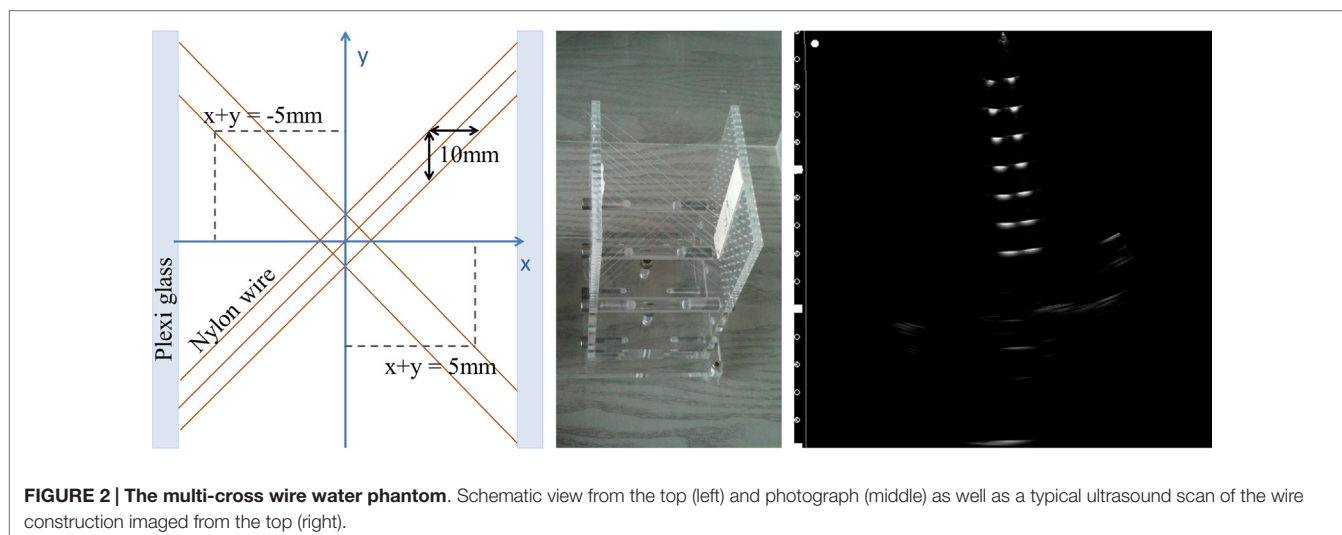 y
x+y = -5mm
10mm
x
Nylon wire
Plexi glass
x+y = 5mm
FIGURE 2 | The multi-cross wire water phantom. Schematic view from the top (left) and photograph (middle) as well as a typical ultrasound scan of the wire
construction imaged from the top (right).